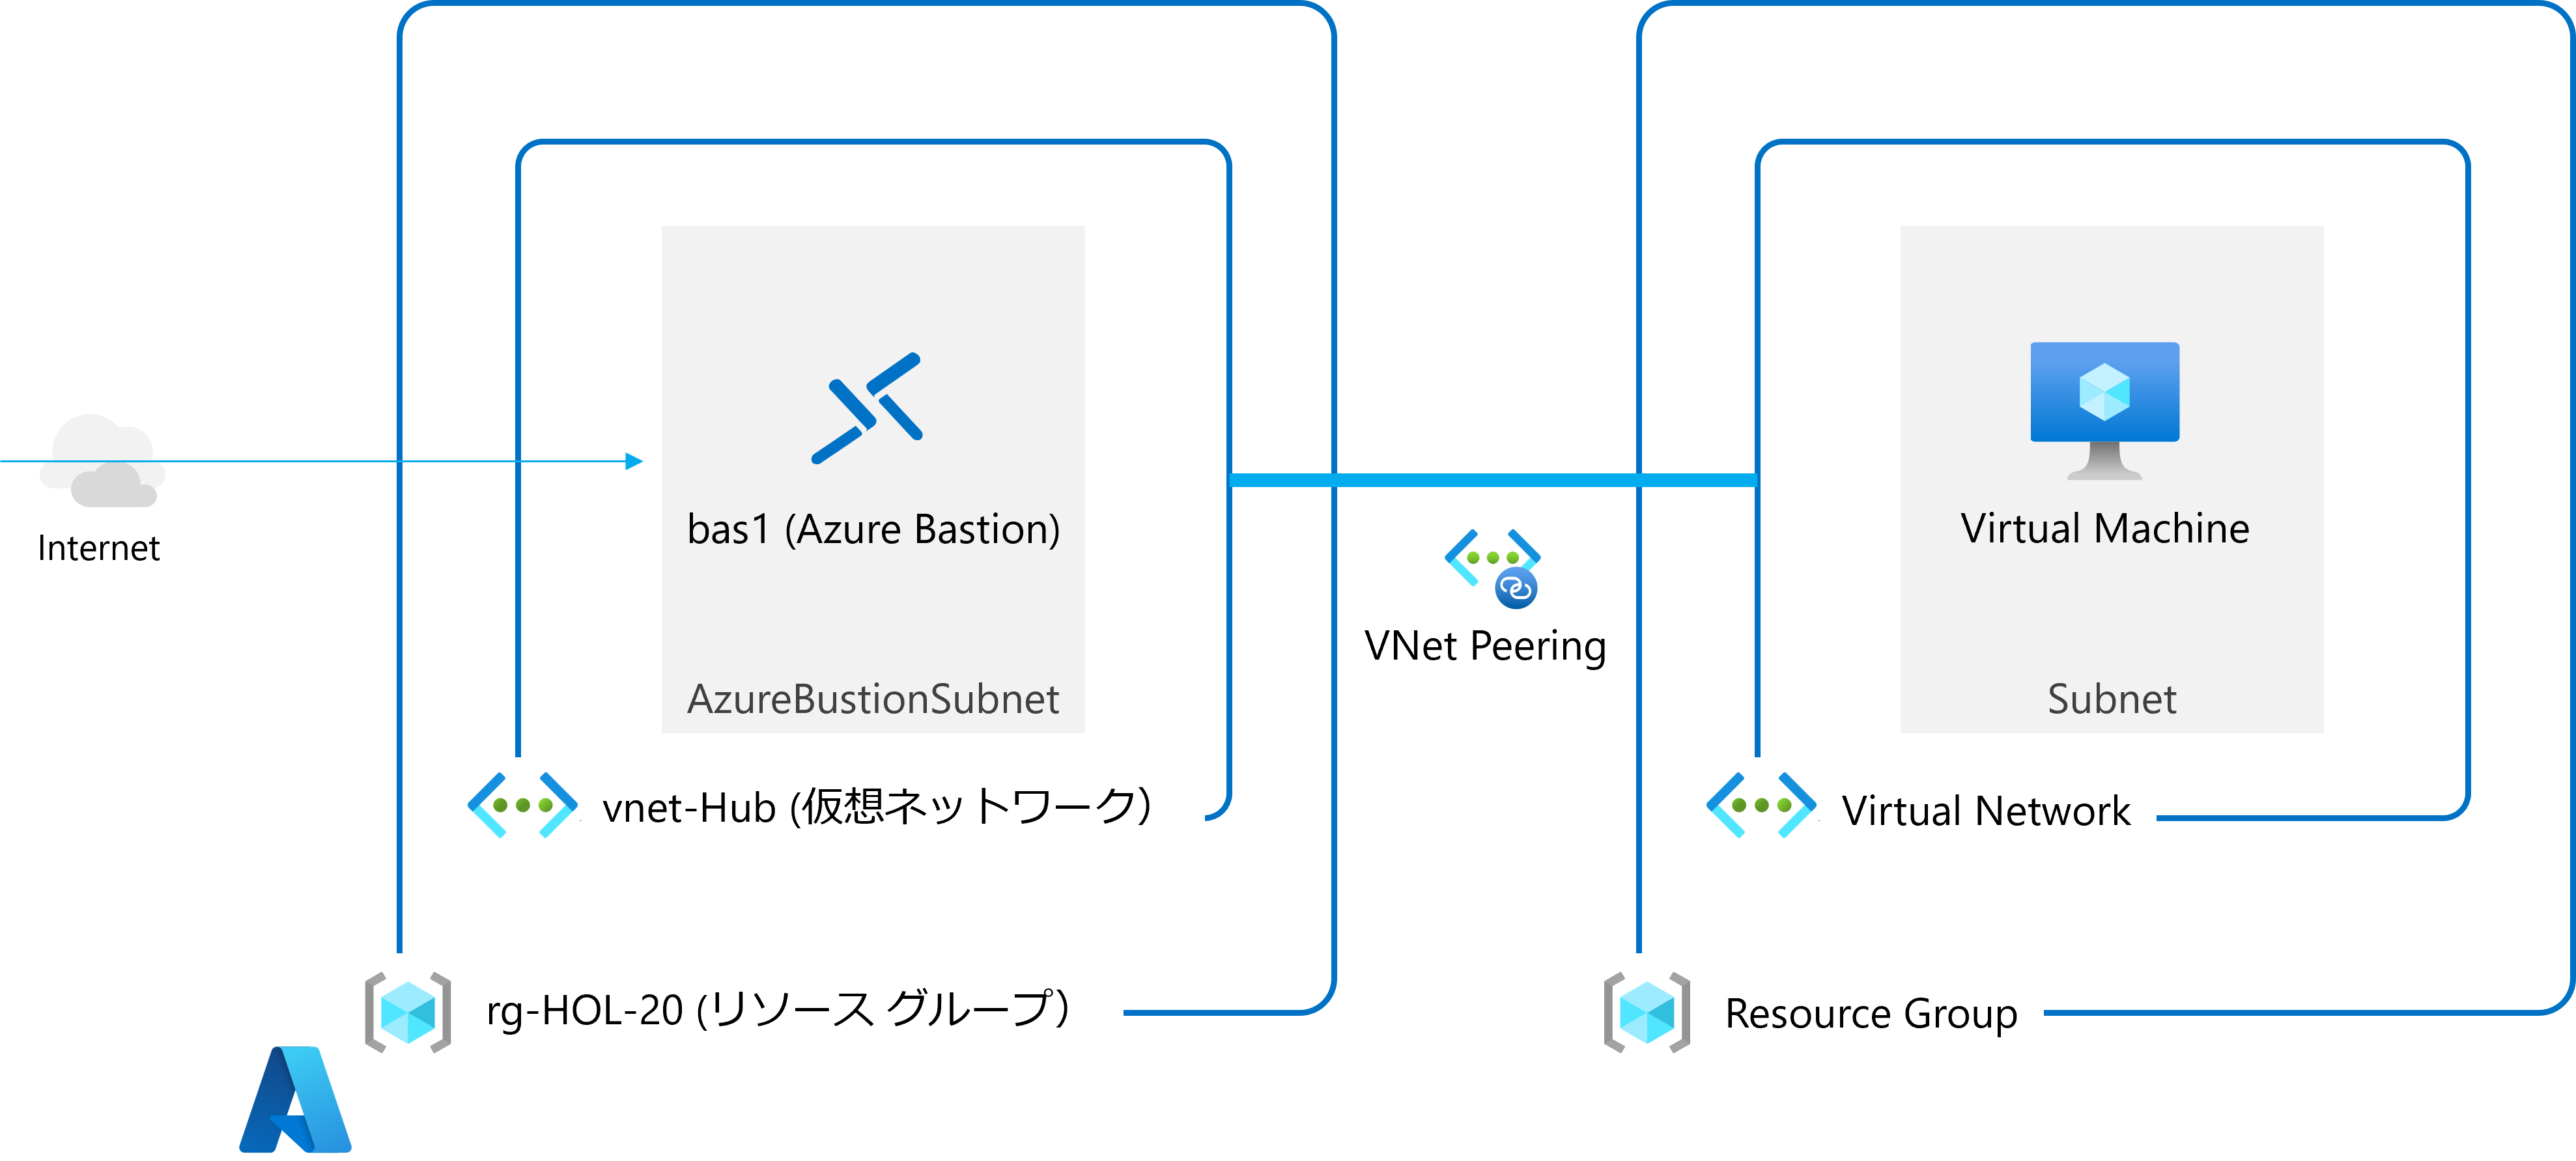 Internet
bas1 (Azure Bastion)
AzureBustionSubnet
vnet-Hub (仮想ネットワーク)
rg-HOL-20 (リソース グループ)
VNet Peering
Virtual Machine
Subnet
Virtual Network
Resource Group